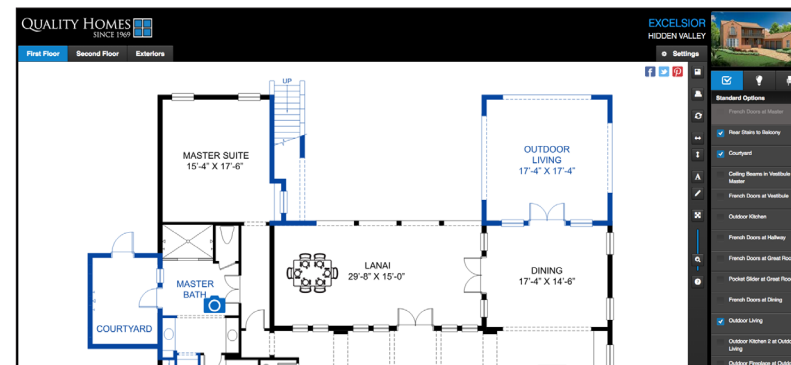 QUALITY HOMES
SINCE 1969
EXCELSIOR
HIDDEN VALLEY
First Floor
Second Floor
Exteriors
Settings
UP
MASTER SUITE
15'-4" X 17'-6"
OUTDOOR
LIVING
17'-4" X 17'-4"
LANAI
29'-8" X 15'-0"
DINING
17'-4" X 14'-6"
MASTER
BATH
COURTYARD
A
Standard Options
French Doors at Master
Rear Stairs to Balcony
Courtyard
Ceiling Beams in Vestibule
Master
French Doors at Vestibule
Outdoor Kitchen
French Doors at Hallway
French Doors at Great Roo
Pocket Slider at Great Roo
French Doors at Dining
Outdoor Living
Outdoor Kitchen 2 at Outdo
Living
Outdoor Fireplace at Outdo